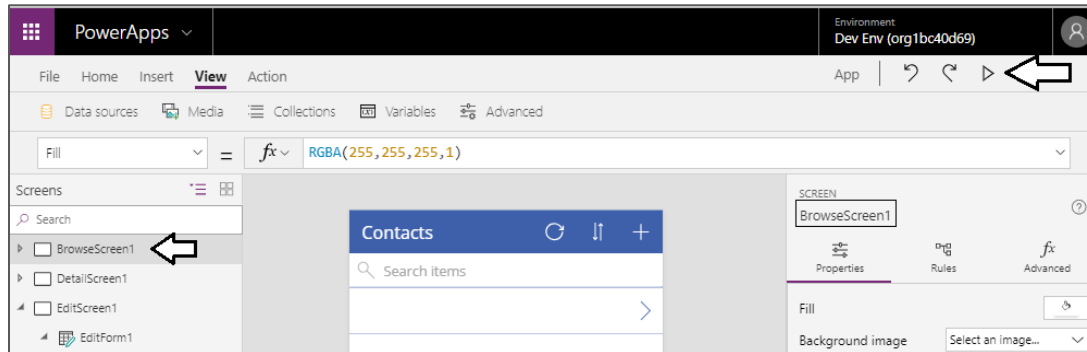 PowerApps
Environment
Dev Env (org1bc40d69)
File Home Insert View Action
App
Data sources Media Collections Variables Advanced
Fill = fx RGBA(255,255,255,1)
Screens
Search
BrowseScreen1
DetailScreen1
EditScreen1
EditForm1
Contacts
Search items
SCREEN
BrowseScreen1
Properties Rules fx Advanced
Fill
Background image Select an image...